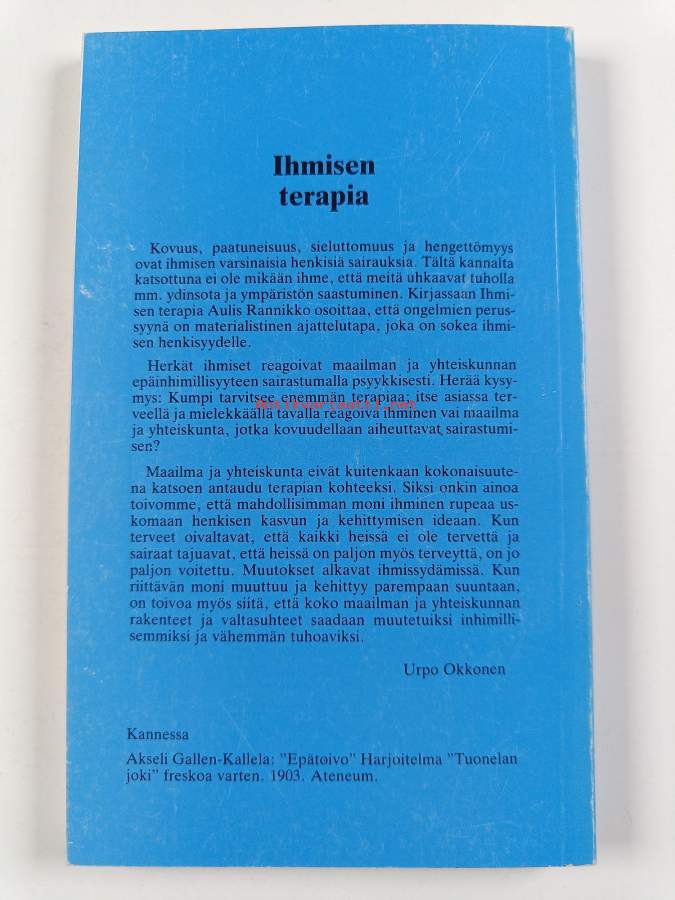 Ihmisen
terapia
Kovuus, paatuneisuus, sieluttomuus ja hengettömyys
ovat ihmisen varsinaisia henkisiä sairauksia. Tältä kannalta
katsottuna ei ole mikään ihme, että meitä uhkaavat tuholla
mm. ydinsota ja ympäristön saastuminen. Kirjassaan Ihmi-
sen terapia Aulis Rannikko osoittaa, että ongelmien perus-
syynä on materialistinen ajattelutapa, joka on sokea ihmi-
sen henkisyydelle.
Herkät ihmiset reagoivat maailman ja yhteiskunnan
epäinhimillisyyteen sairastumalla psyykkisesti. Herää kysy-
mys: Kumpi tarvitsee enemmän terapiaa; itse asiassa ter-
antitvariaatti.net
veellä ja mielekkäällä tavalla reagoiva ihminen vai maailma
ja yhteiskunta, jotka kovuudellaan aiheuttavat sairastumi-
sen?
Maailma ja yhteiskunta eivät kuitenkaan kokonaisuute-
na katsoen antaudu terapian kohteeksi. Siksi onkin ainoa
toivomme, että mahdollisimman moni ihminen rupeaa us-
komaan henkisen kasvun ja kehittymisen ideaan. Kun
terveet oivaltavat, että kaikki heissä ei ole tervettä ja
sairaat tajuavat, että heissä on paljon myös terveyttä, on jo
paljon voitettu. Muutokset alkavat ihmissydämissä. Kun
riittävän moni muuttuu ja kehittyy parempaan suuntaan,
on toivoa myös siitä, että koko maailman ja yhteiskunnan
rakenteet ja valtasuhteet saadaan muutetuiksi inhimilli-
semmiksi ja vähemmän tuhoaviksi.
Urpo Okkonen
Kannessa
Akseli Gallen-Kallela: "Epätoivo" Harjoitelma "Tuonelan
joki" freskoa varten. 1903. Ateneum.